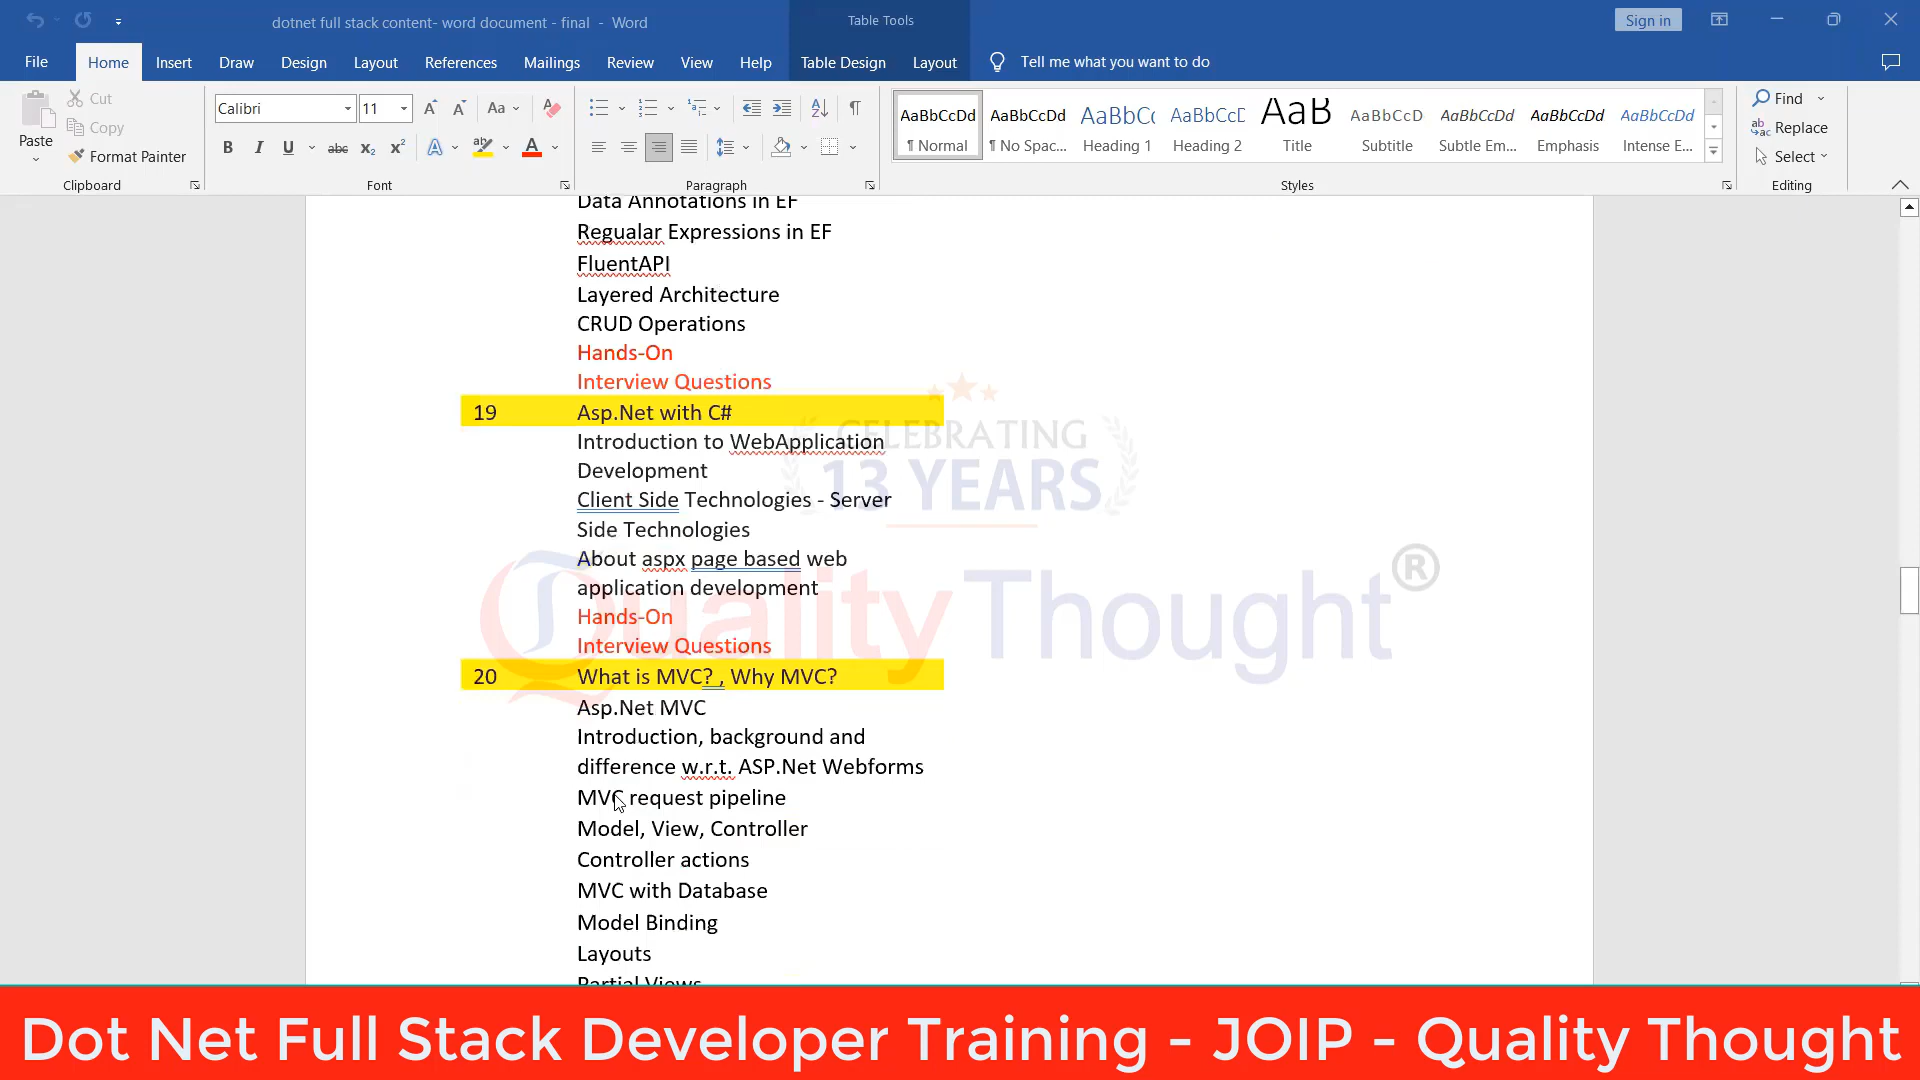 dotnet full stack content- word document - final - Word
Table Tools
Sign in
File Home Insert Draw Design Layout References Mailings Review View Help Table Design Layout Tell me what you want to do
Paste
Cut
Copy
Format Painter
Clipboard
Calibri 11
Font
Paragraph
AaBbCcDd AaBbCcDd AaBbCc AaBbCcD AaB AaBbCcD AaBbCcDd AaBbCcDd AaBbCcDd
¶ Normal ¶ No Spac... Heading 1 Heading 2 Title Subtitle Subtle Em... Emphasis Intense E...
Styles
Find
Replace
Select
Editing
Data Annotations in EF
Regualar Expressions in EF
FluentAPI
Layered Architecture
CRUD Operations
Hands-On
Interview Questions
19 Asp.Net with C#
Introduction to WebApplication
Development
Client Side Technologies - Server
Side Technologies
About aspx page based web
application development
Hands-On
Interview Questions
20 What is MVC? , Why MVC?
Asp.Net MVC
Introduction, background and
difference w.r.t. ASP.Net Webforms
MVC request pipeline
Model, View, Controller
Controller actions
MVC with Database
Model Binding
Layouts
Partial Views
CELEBRATING
13 YEARS
Quality Thought ®
Dot Net Full Stack Developer Training - JOIP - Quality Thought